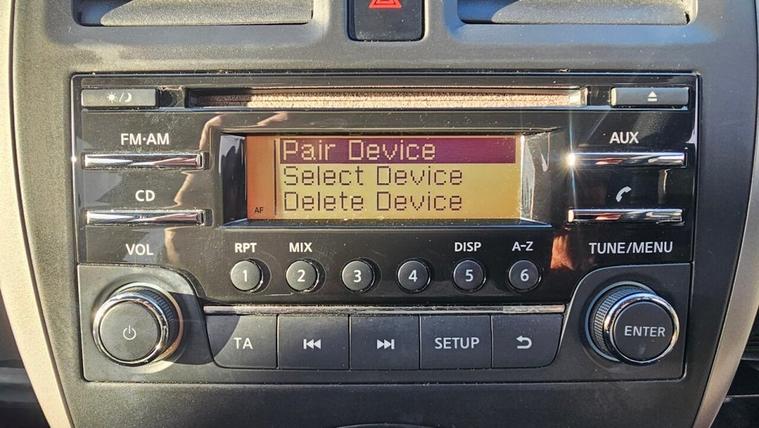 FM·AM
AUX
Pair Device
Select Device
Delete Device
AF
CD
VOL
RPT MIX DISP A-Z
TUNE/MENU
1 2 3 4 5 6
TA
SETUP
ENTER